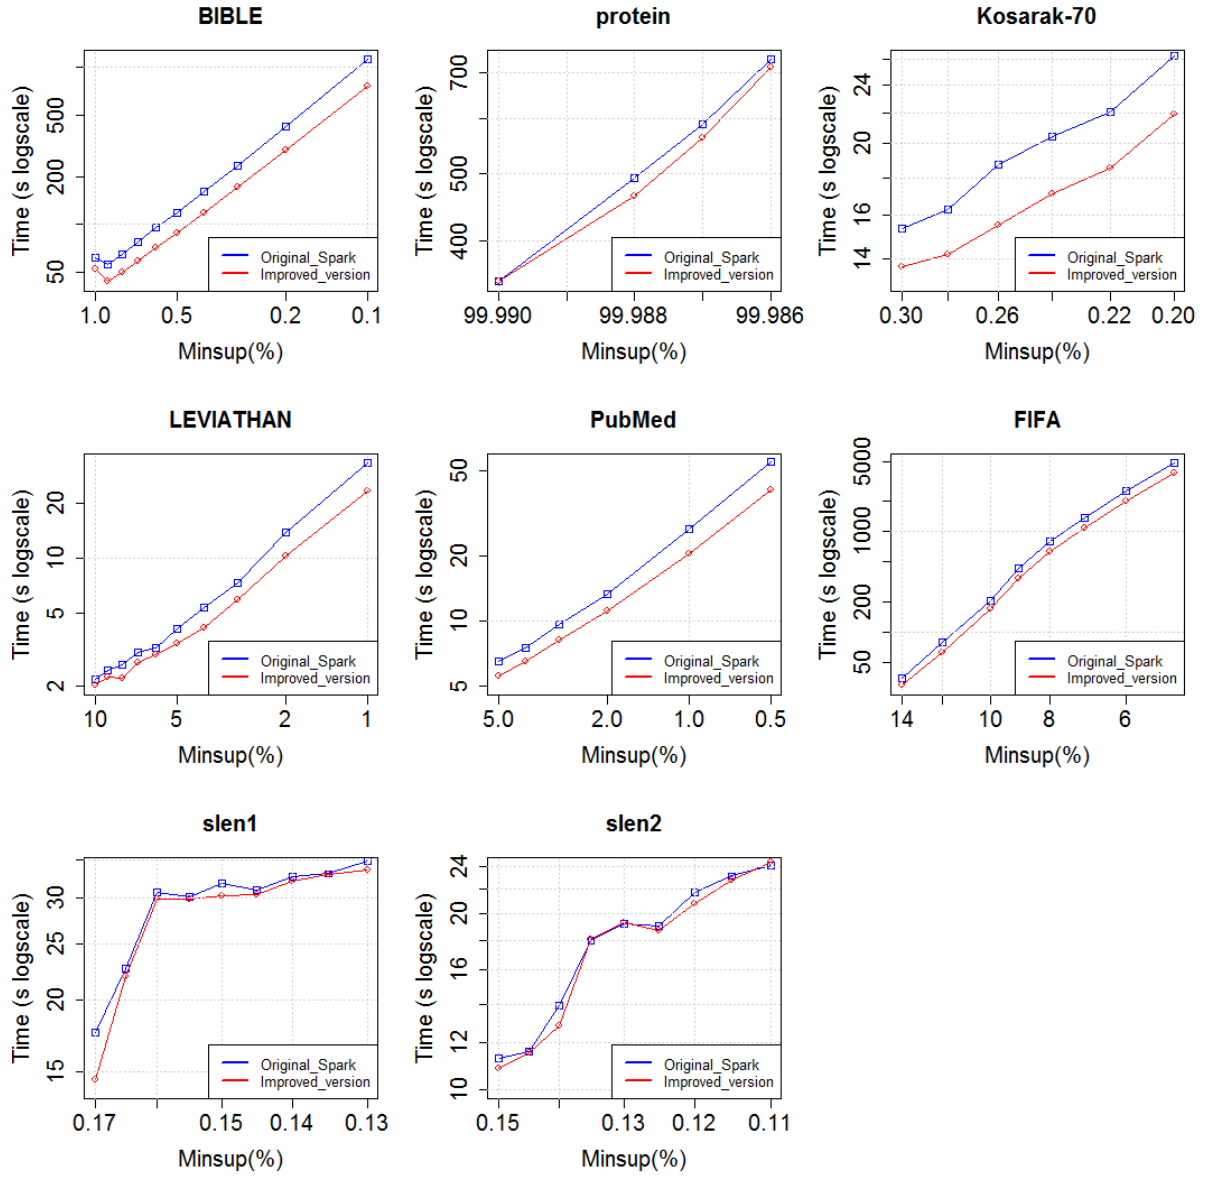 BIBLE
Time (s logscale)
500
200
50
Original_Spark
Improved_version
1.0 0.5 0.2 0.1
Minsup(%)
protein
Time (s logscale)
700
500
400
Original_Spark
Improved_version
99.990 99.988 99.986
Minsup(%)
Kosarak-70
Time (s logscale)
24
20
16
14
Original_Spark
Improved_version
0.30 0.26 0.22 0.20
Minsup(%)
LEVIATHAN
Time (s logscale)
20
10
5
2
Original_Spark
Improved_version
10 5 2 1
Minsup(%)
PubMed
Time (s logscale)
50
20
10
5
Original_Spark
Improved_version
5.0 2.0 1.0 0.5
Minsup(%)
FIFA
Time (s logscale)
5000
1000
200
50
Original_Spark
Improved_version
14 10 8 6
Minsup(%)
slen1
Time (s logscale)
30
25
20
15
Original_Spark
Improved_version
0.17 0.15 0.14 0.13
Minsup(%)
slen2
Time (s logscale)
24
20
16
12
10
Original_Spark
Improved_version
0.15 0.13 0.12 0.11
Minsup(%)